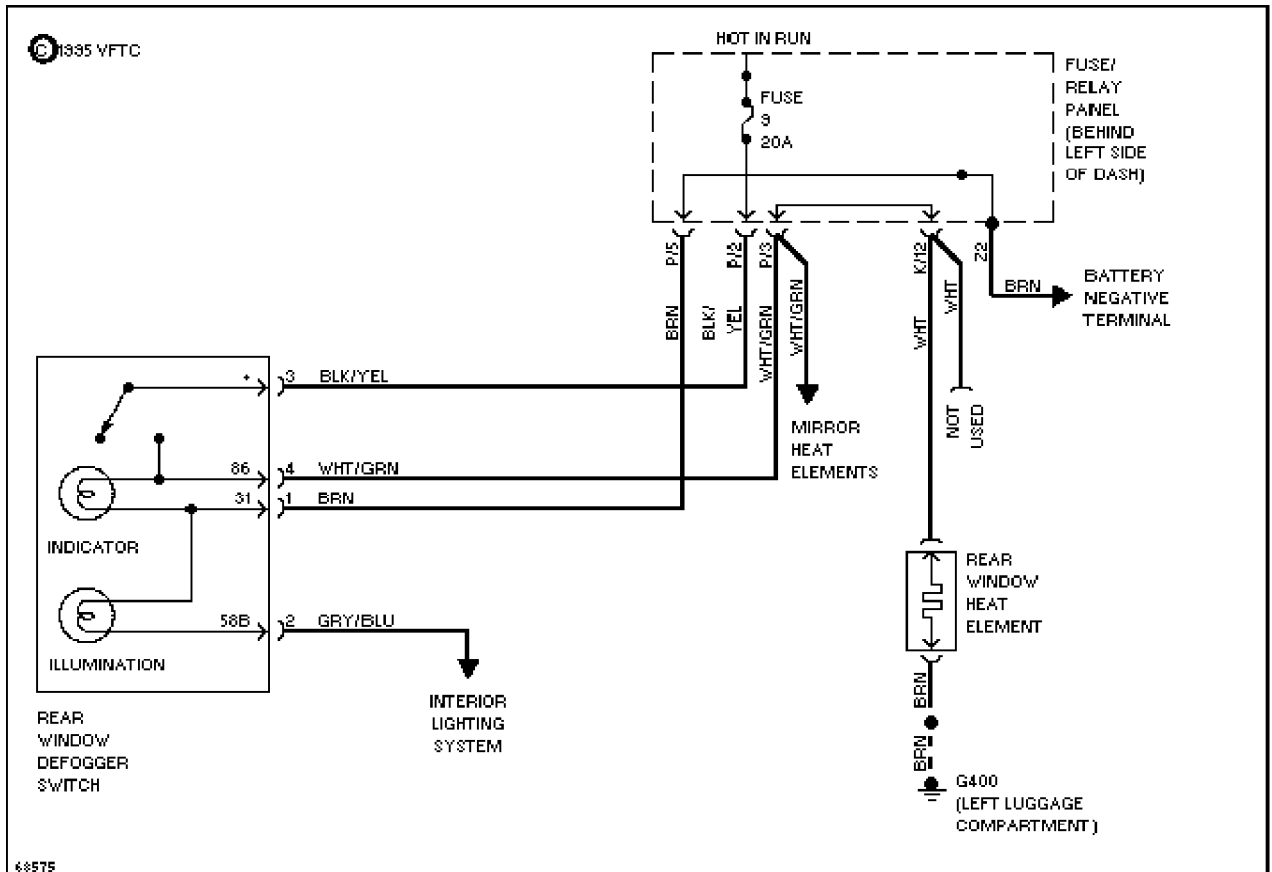 © 1995 VFTC
HOT IN RUN
FUSE/
RELAY
PANEL
(BEHIND
LEFT SIDE
OF DASH)
FUSE
9
20A
P/5
P/2
P/3
K/12
Z2
BRN
BLK/
YEL
WHT/GRN
WHT/GRN
WHT
WHT
BRN
BATTERY
NEGATIVE
TERMINAL
NOT
USED
MIRROR
HEAT
ELEMENTS
+
3
BLK/YEL
86
4
WHT/GRN
31
1
BRN
INDICATOR
58B
2
GRY/BLU
ILLUMINATION
INTERIOR
LIGHTING
SYSTEM
REAR
WINDOW
DEFOGGER
SWITCH
REAR
WINDOW
HEAT
ELEMENT
BRN
BRN
G400
(LEFT LUGGAGE
COMPARTMENT)
68575